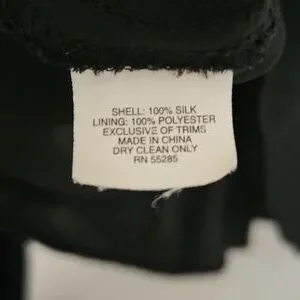 SHELL: 100% SILK
LINING: 100% POLYESTER
EXCLUSIVE OF TRIMS
MADE IN CHINA
DRY CLEAN ONLY
RN 55285